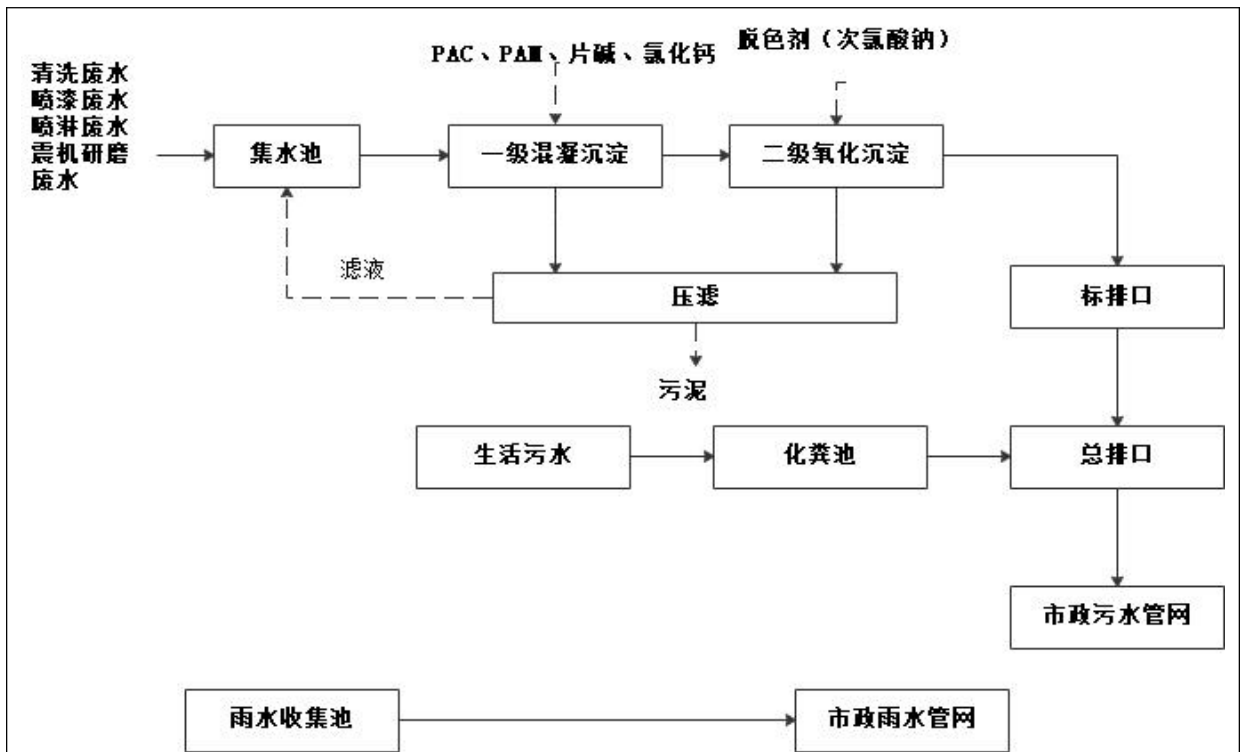 PAC、PAM、片碱、氯化钙
脱色剂（次氯酸钠）
清洗废水
喷漆废水
喷淋废水
震机研磨
废水
集水池
一级混凝沉淀
二级氧化沉淀
滤液
压滤
标排口
污泥
生活污水
化粪池
总排口
市政污水管网
雨水收集池
市政雨水管网